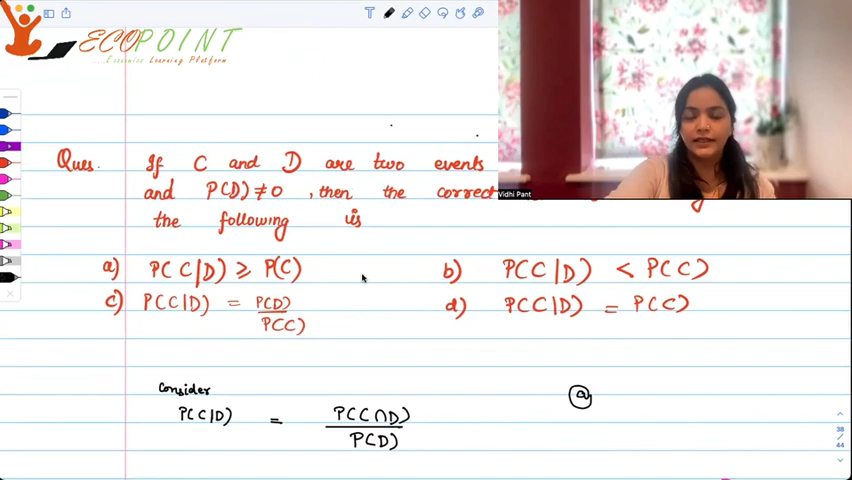 ECOPOINT
...Economics Learning Platform
Ques. If C and D are two events
and P(D) ≠ 0 , then the correct
the following is
a) P(C|D) ⩾ P(C)
b) P(C|D) < P(C)
c) P(C|D) = P(D)/P(C)
d) P(C|D) = P(C)
Consider
P(C|D) = P(C∩D)/P(D)
a
Vidhi Pant
38
44